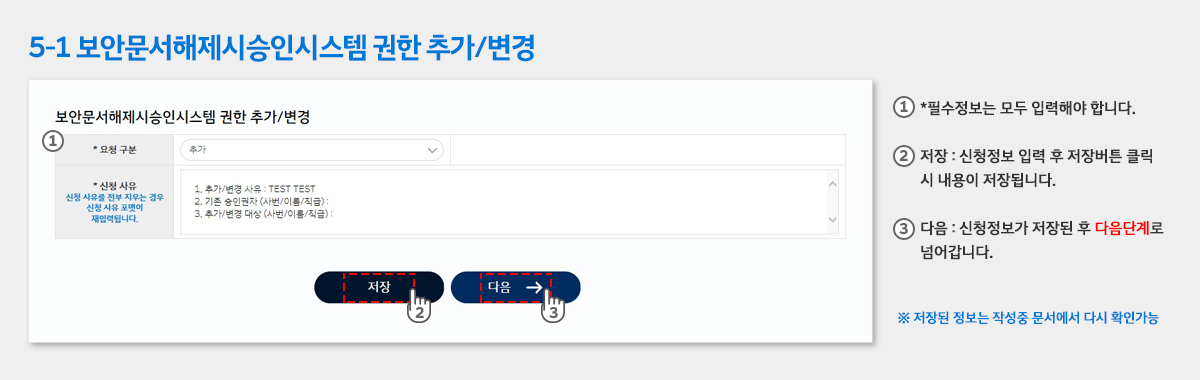 5-1 보안문서해제시승인시스템 권한 추가/변경
보안문서해제시승인시스템 권한 추가/변경
1
* 요청 구분
추가
* 신청 사유
신청 사유를 전부 지우는 경우
신청 사유 포맷이
재입력됩니다.
1, 추가/변경 사유 : TEST TEST
2, 기존 승인권자 (사번/이름/직급) :
3, 추가/변경 대상 (사번/이름/직급) :
저장
2
다음 →
3
① *필수정보는 모두 입력해야 합니다.
② 저장 : 신청정보 입력 후 저장버튼 클릭
시 내용이 저장됩니다.
③ 다음 : 신청정보가 저장된 후 다음단계로
넘어갑니다.
※ 저장된 정보는 작성중 문서에서 다시 확인가능